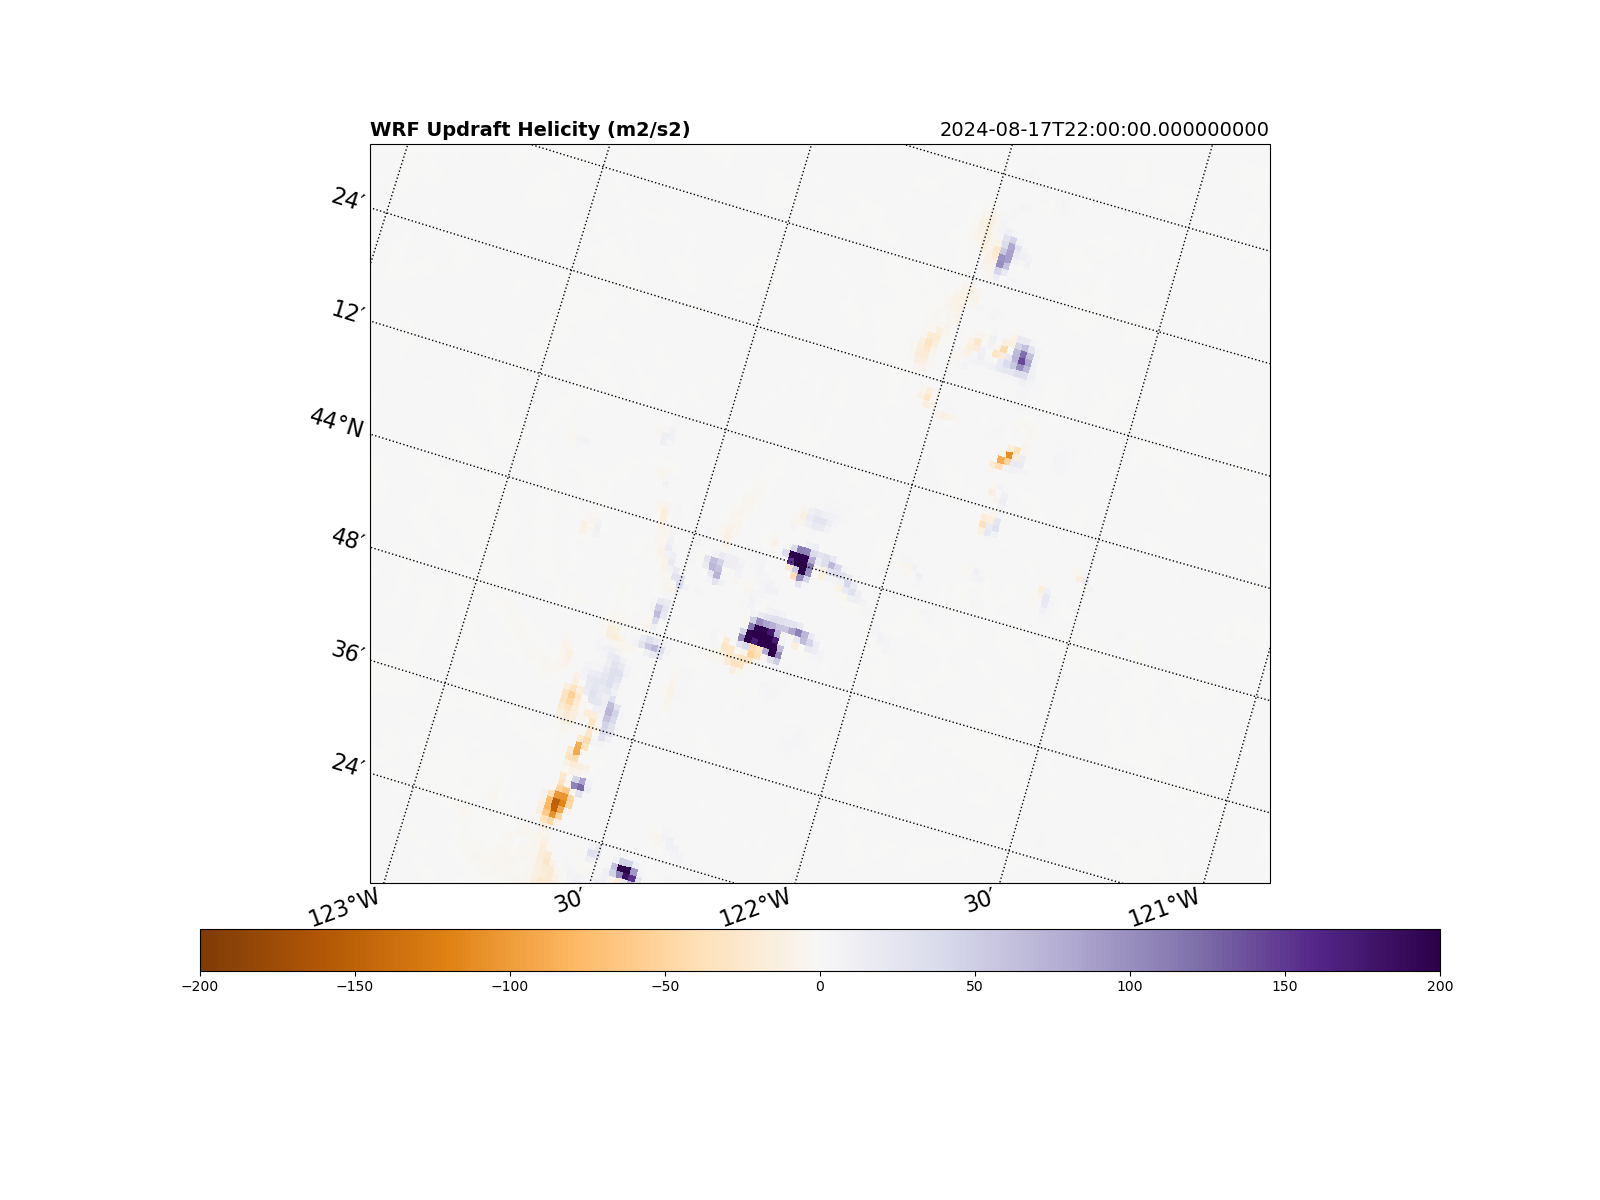 WRF Updraft Helicity (m2/s2) 2024-08-17T22:00:00.000000000
24′
12′
44°N
48′
36′
24′
123°W 30′ 122°W 30′ 121°W
−200 −150 −100 −50 0 50 100 150 200